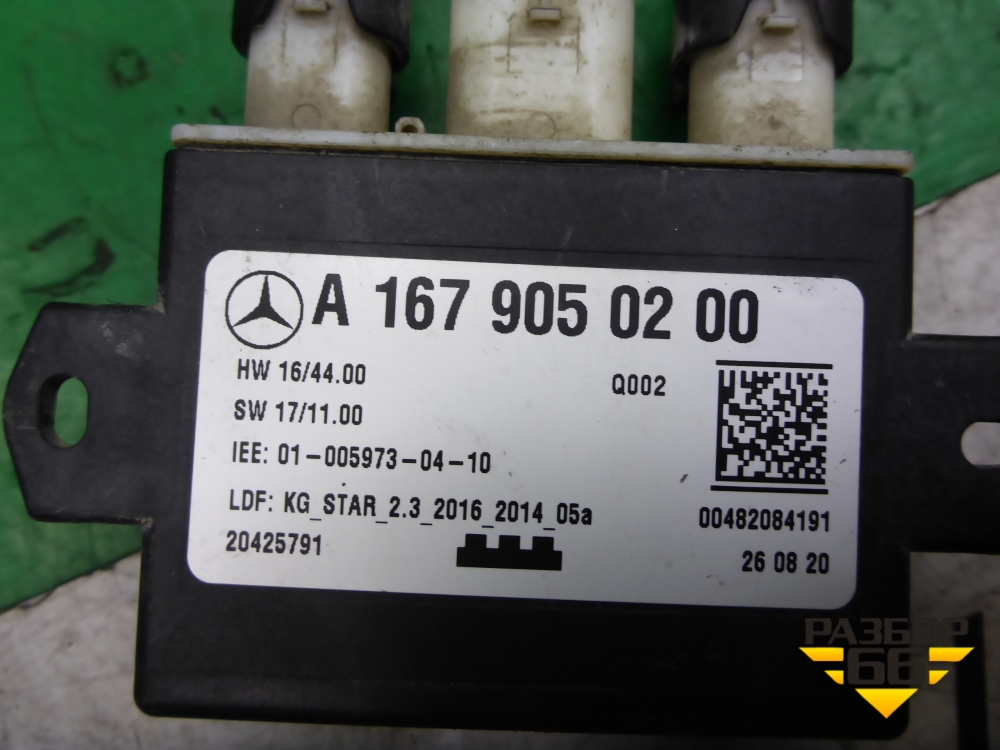 A 167 905 02 00
HW 16/44.00
Q002
SW 17/11.00
IEE: 01-005973-04-10
LDF: KG_STAR_2.3_2016_2014_05a
00482084191
20425791
26 08 20
РАЗБОР
66